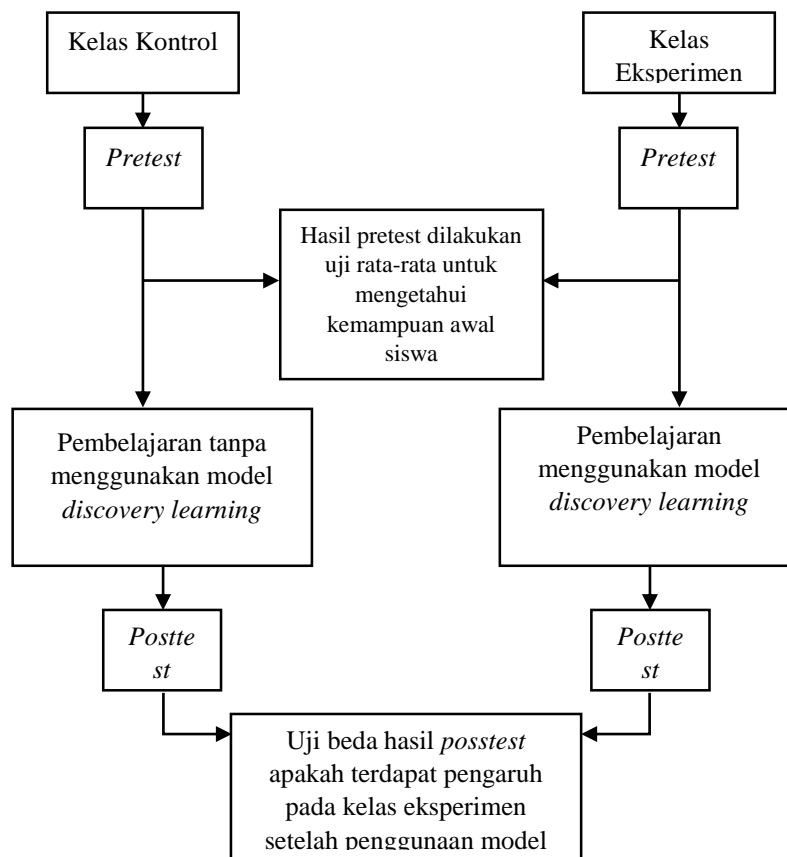 Kelas Kontrol
Kelas
Eksperimen
Pretest
Pretest
Hasil pretest dilakukan
uji rata-rata untuk
mengetahui
kemampuan awal
siswa
Pembelajaran tanpa
menggunakan model
discovery learning
Pembelajaran
menggunakan model
discovery learning
Postte
st
Postte
st
Uji beda hasil posstest
apakah terdapat pengaruh
pada kelas eksperimen
setelah penggunaan model